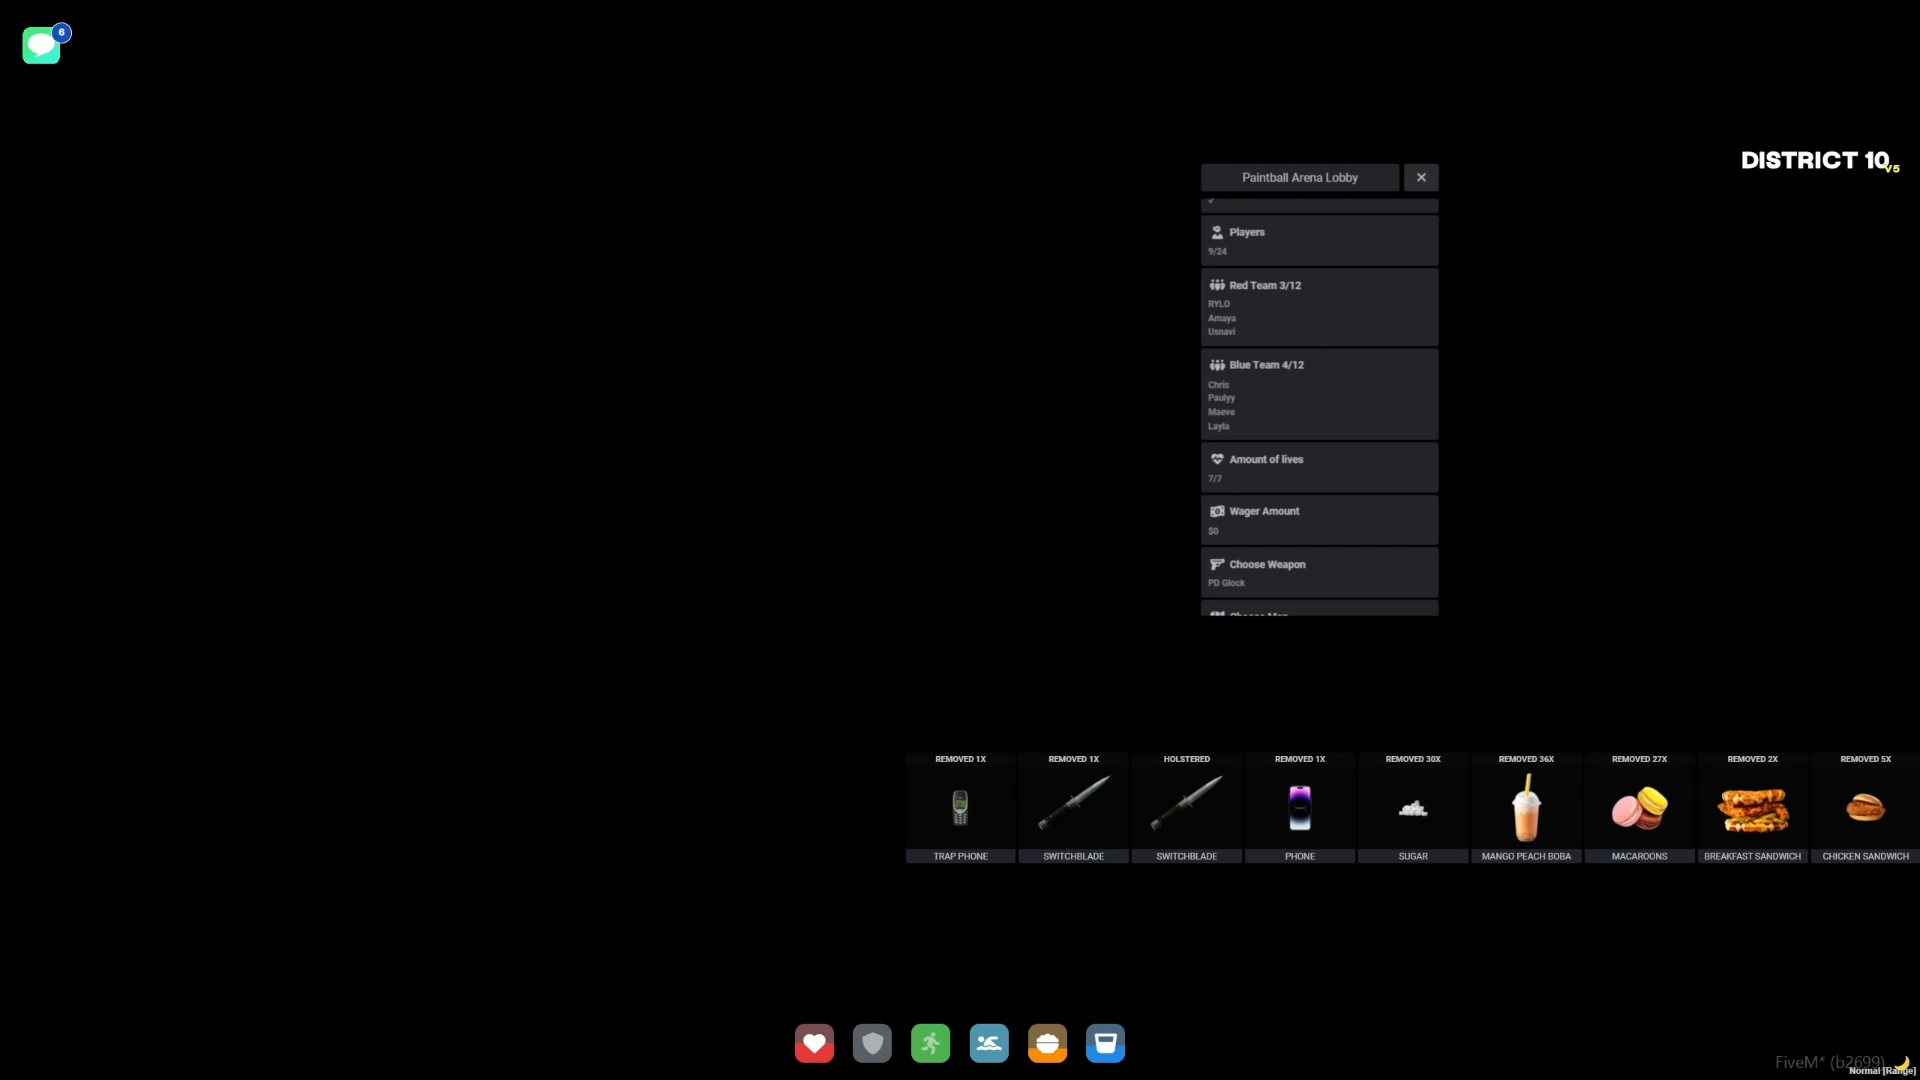 6
DISTRICT 10
V5
Paintball Arena Lobby
Players
9/24
Red Team 3/12
RYLO
Amaya
Usnavi
Blue Team 4/12
Chris
Paulyy
Maeve
Layla
Amount of lives
7/7
Wager Amount
$0
Choose Weapon
PD Glock
REMOVED 1X
REMOVED 1X
HOLSTERED
REMOVED 1X
REMOVED 30X
REMOVED 36X
REMOVED 27X
REMOVED 2X
REMOVED 5X
TRAP PHONE
SWITCHBLADE
SWITCHBLADE
PHONE
SUGAR
MANGO PEACH BOBA
MACAROONS
BREAKFAST SANDWICH
CHICKEN SANDWICH
FiveM* (b2699)
Normal [Range]